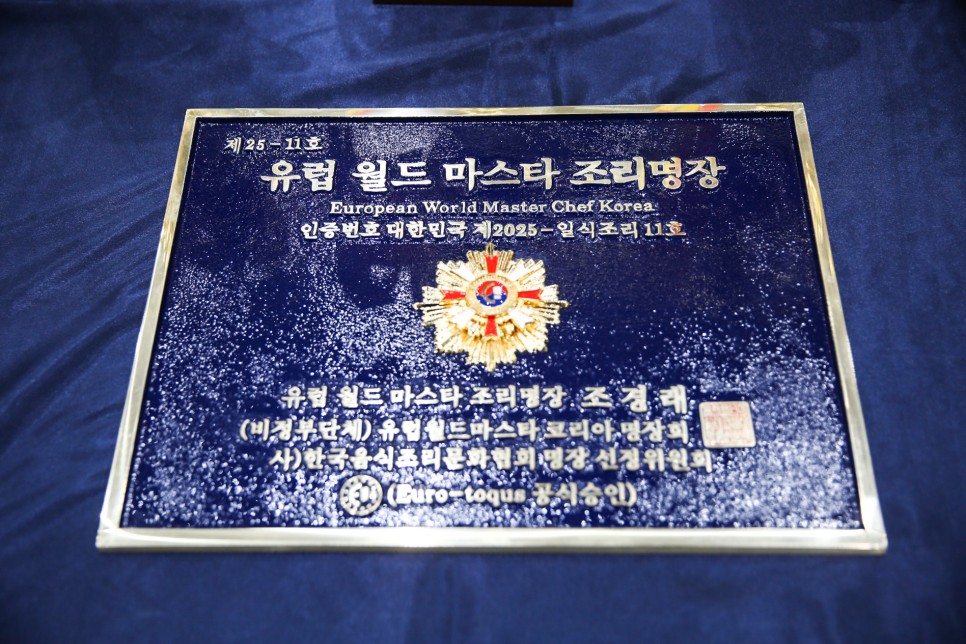 제25-11호
유럽 월드 마스타 조리명장
European World Master Chef Korea
인증번호 대한민국 제2025-일식조리 11호
유럽 월드 마스타 조리명장 조경래
(비정부단체) 유럽월드마스타코리아 명장회
사)한국음식조리문화협회 명장 선정위원회
(Euro-toqus 공식승인)